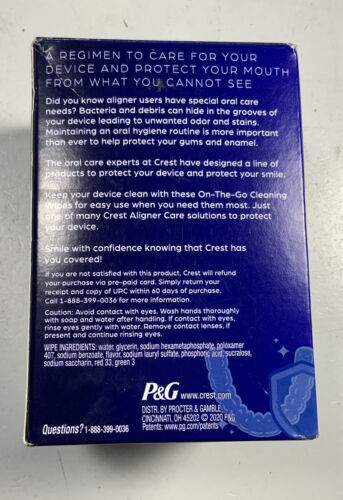 A REGIMEN TO CARE FOR YOUR
DEVICE AND PROTECT YOUR MOUTH
FROM WHAT YOU CANNOT SEE
Did you know aligner users have special oral care
needs? Bacteria and debris can hide in the grooves of
your device leading to unwanted odor and stains.
Maintaining an oral hygiene routine is more important
than ever to help protect your gums and enamel.
The oral care experts at Crest have designed a line of
products to protect your device and protect your smile.
Keep your device clean with these On-The-Go Cleaning
Wipes for easy use when you need them most. Just
one of many Crest Aligner Care solutions to protect
your device.
Smile with confidence knowing that Crest has
you covered!
If you are not satisfied with this product, Crest will refund
your purchase via pre-paid card. Simply return your
receipt and copy of UPC within 60 days of purchase.
Call 1-888-399-0036 for more information.
Caution: Avoid contact with eyes. Wash hands thoroughly
with soap and water after handling. If contact with eyes,
rinse eyes gently with water. Remove contact lenses, if
present and continue rinsing eyes.
WIPE INGREDIENTS: water, glycerin, sodium hexametaphosphate, poloxamer
407, sodium benzoate, flavor, sodium lauryl sulfate, phosphoric acid, sucralose,
sodium saccharin, red 33, green 3
P&G
www.crest.com
DISTR. BY PROCTER & GAMBLE
CINCINNATI, OH 45202 © 2020 P&G
Patents: www.pg.com/patents
Questions? 1-888-399-0036